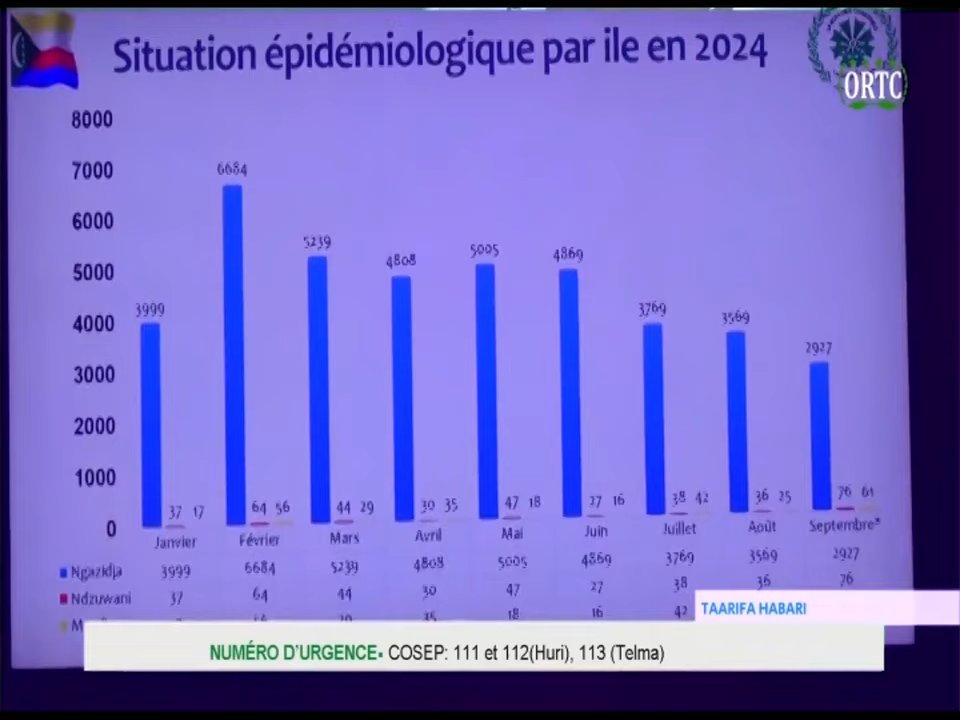 Situation épidémiologique par ile en 2024
ORTC
8000
7000
6000
5000
4000
3000
2000
1000
0
3999 37 17
6684 64 56
5239 44 29
4808 30 35
5005 47 18
4869 27 16
3769 38 42
3569 36 25
2927 76 61
Janvier Février Mars Avril Mai Juin Juillet Août Septembre*
Ngazidja 3999 6684 5239 4808 5005 4869 3769 3569 2927
Ndzuwani 37 64 44 30 47 27 38 36 76
35 18 16 42
TAARIFA HABARI
NUMÉRO D'URGENCE- COSEP: 111 et 112(Huri), 113 (Telma)